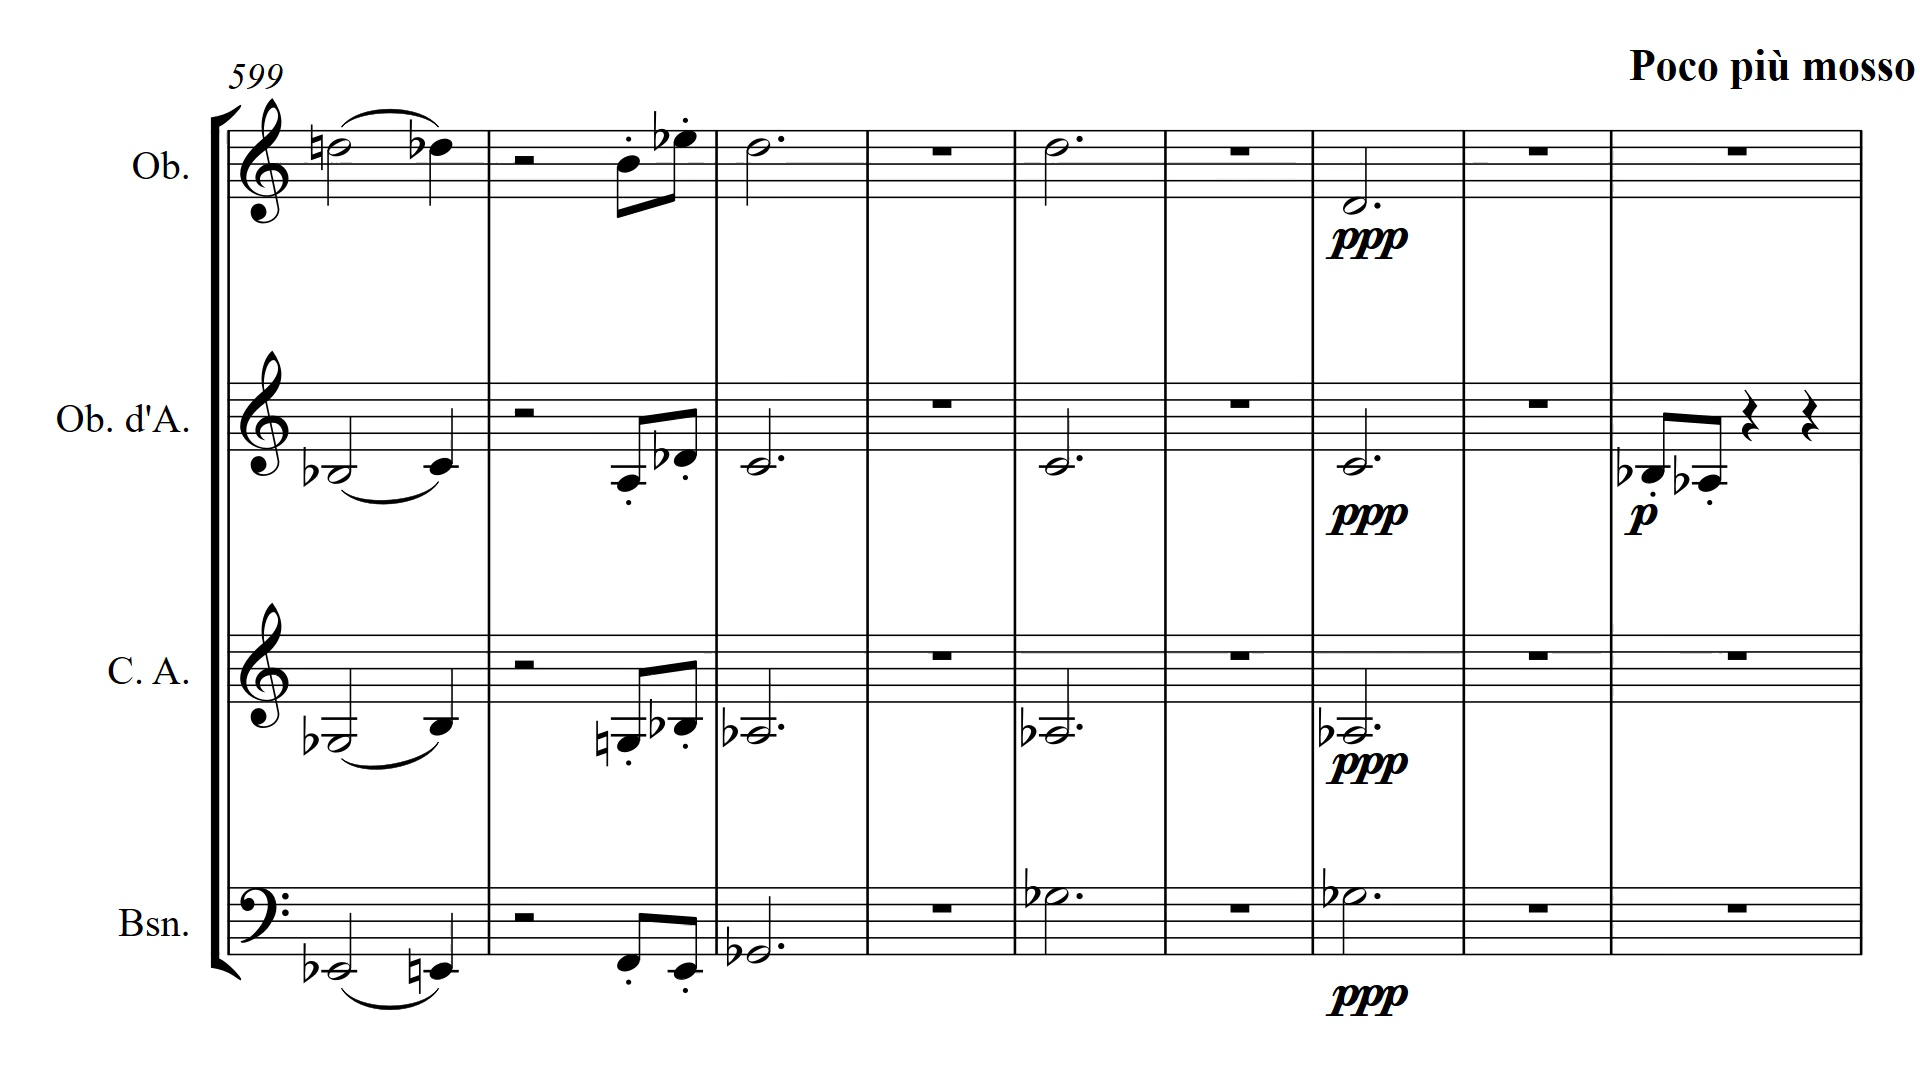 Poco più mosso
599
Ob.
ppp
Ob. d'A.
ppp
p
C. A.
ppp
Bsn.
ppp